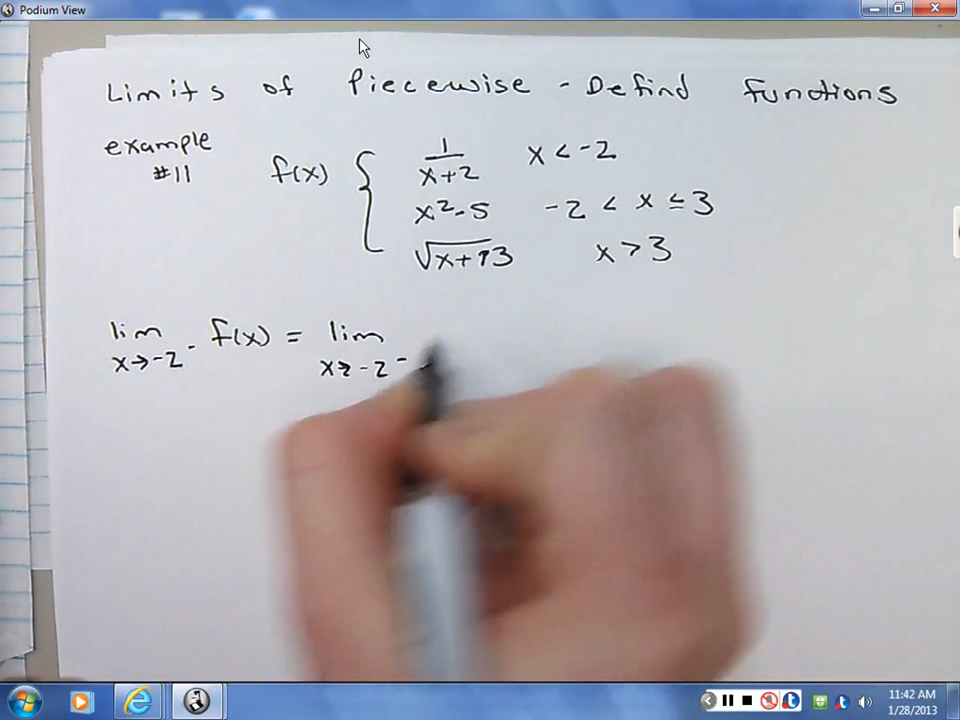 Podium View
Limits of Piecewise - Defind Functions
example
#11
f(x) { 1/(x+2) x < -2
x²-5 -2 < x ≤ 3
√(x+13) x > 3
lim x→-2⁻ f(x) = lim x→-2⁻
11:42 AM
1/28/2013